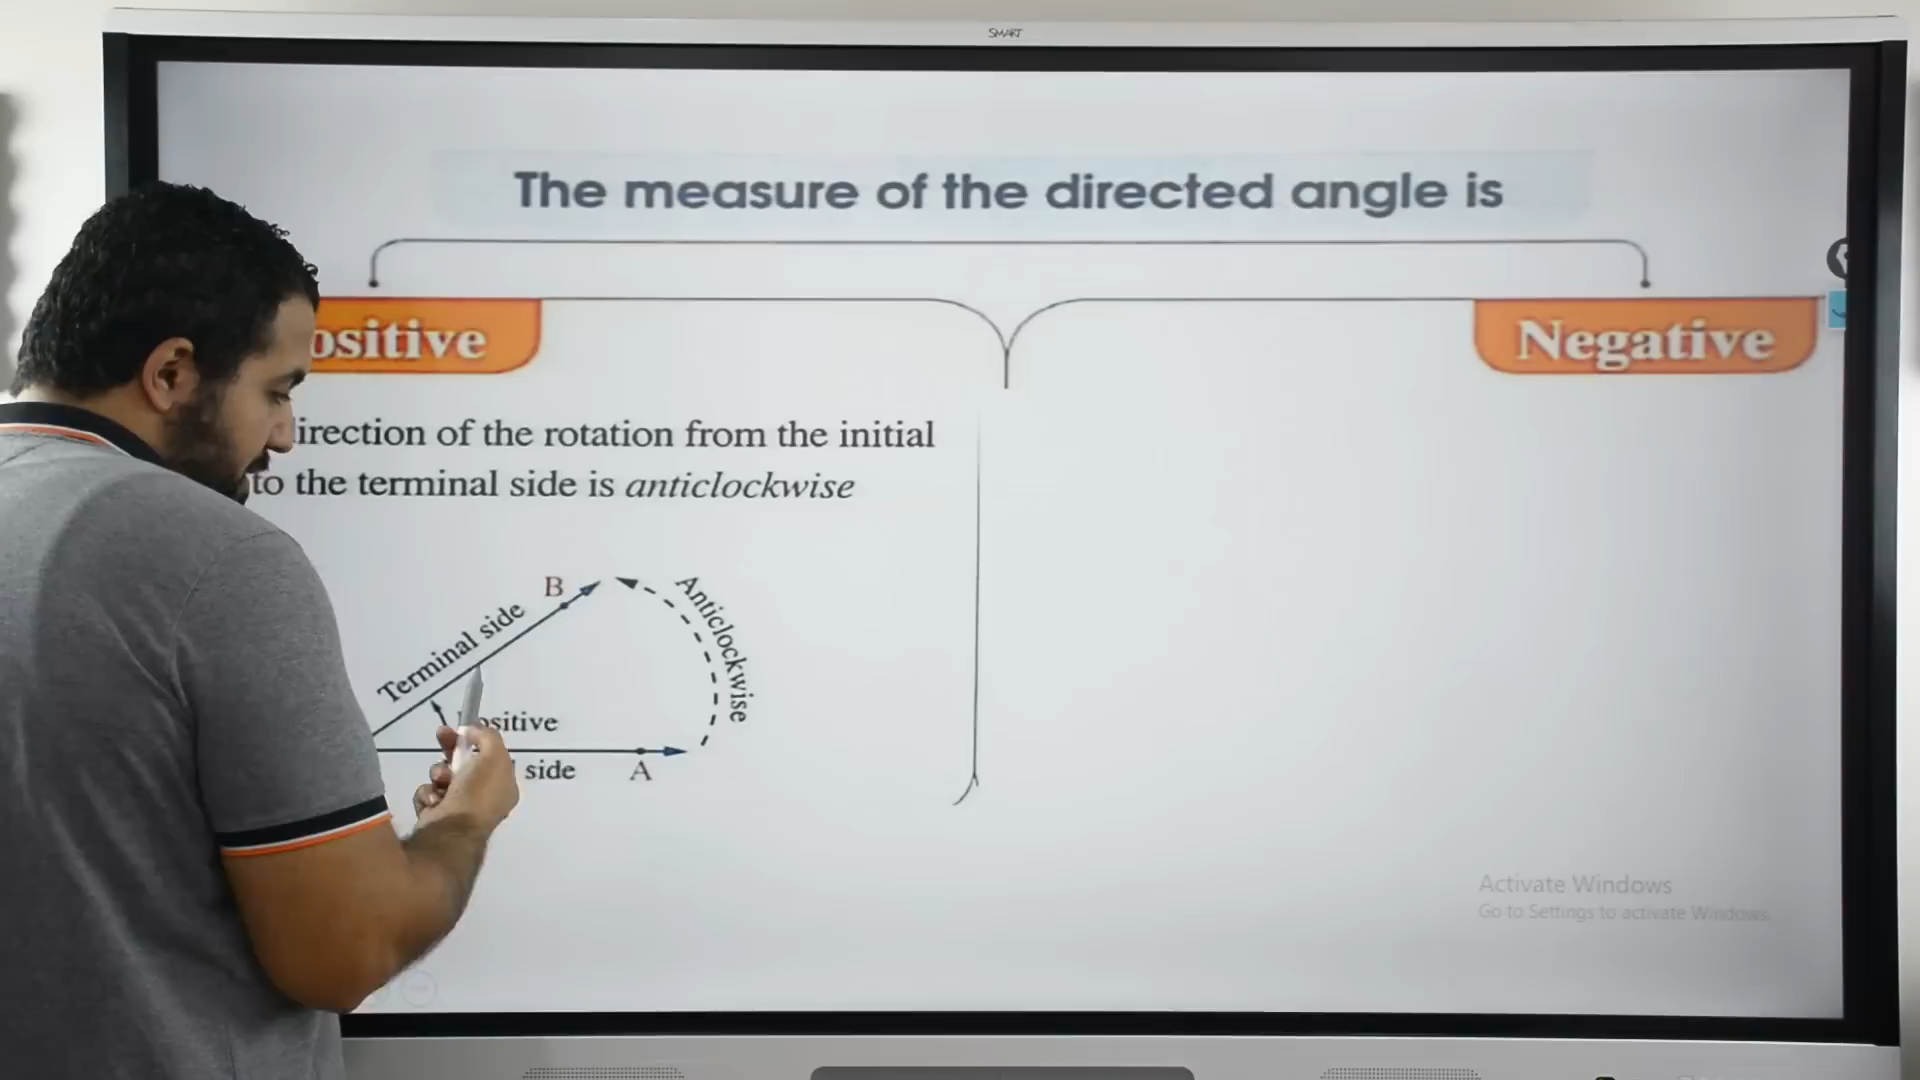 SMART
The measure of the directed angle is
ositive
Negative
irection of the rotation from the initial
to the terminal side is anticlockwise
B
Terminal side
Anticlockwise
ositive
side
A
Activate Windows
Go to Settings to activate Windows.